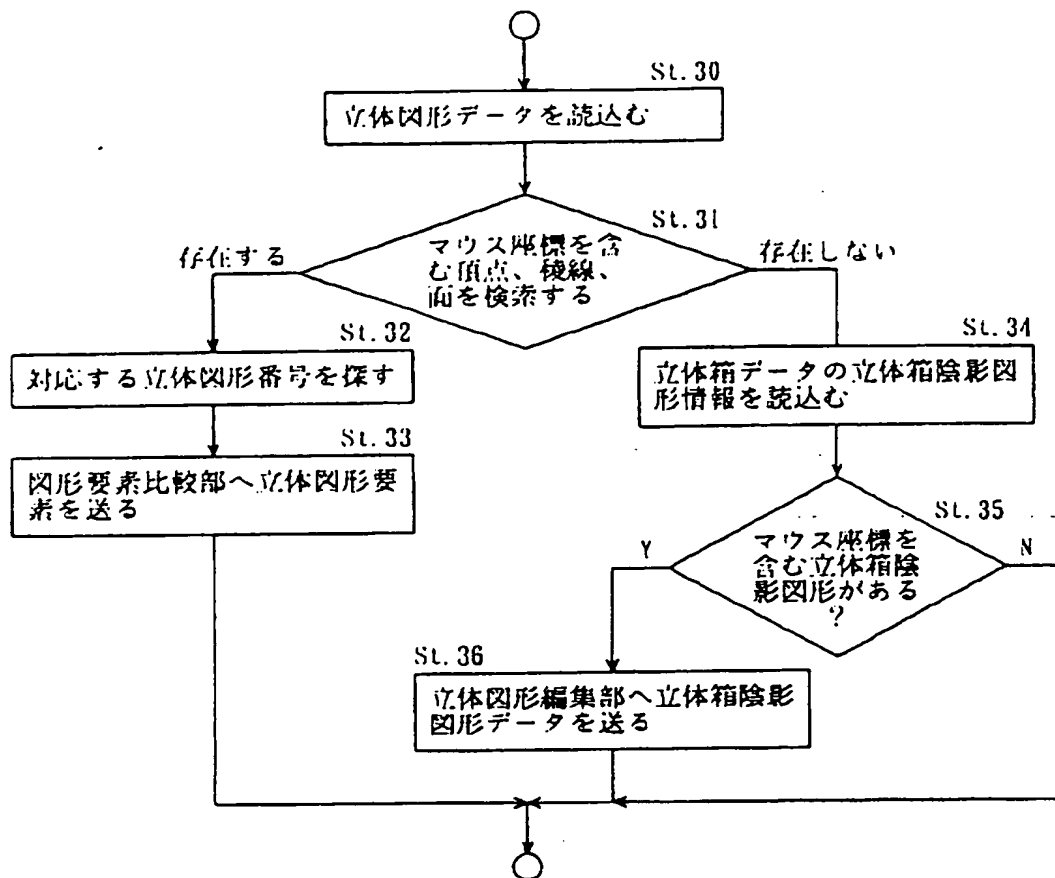 St.30
立体図形データを読込む
St.31
マウス座標を含
む頂点、稜線、
面を検索する
存在する
存在しない
St.32
対応する立体図形番号を探す
St.33
図形要素比較部へ立体図形要
素を送る
St.34
立体箱データの立体箱陰影図
形情報を読込む
St.35
マウス座標を
含む立体箱陰
影図形がある
?
Y
N
St.36
立体図形編集部へ立体箱陰影
図形データを送る